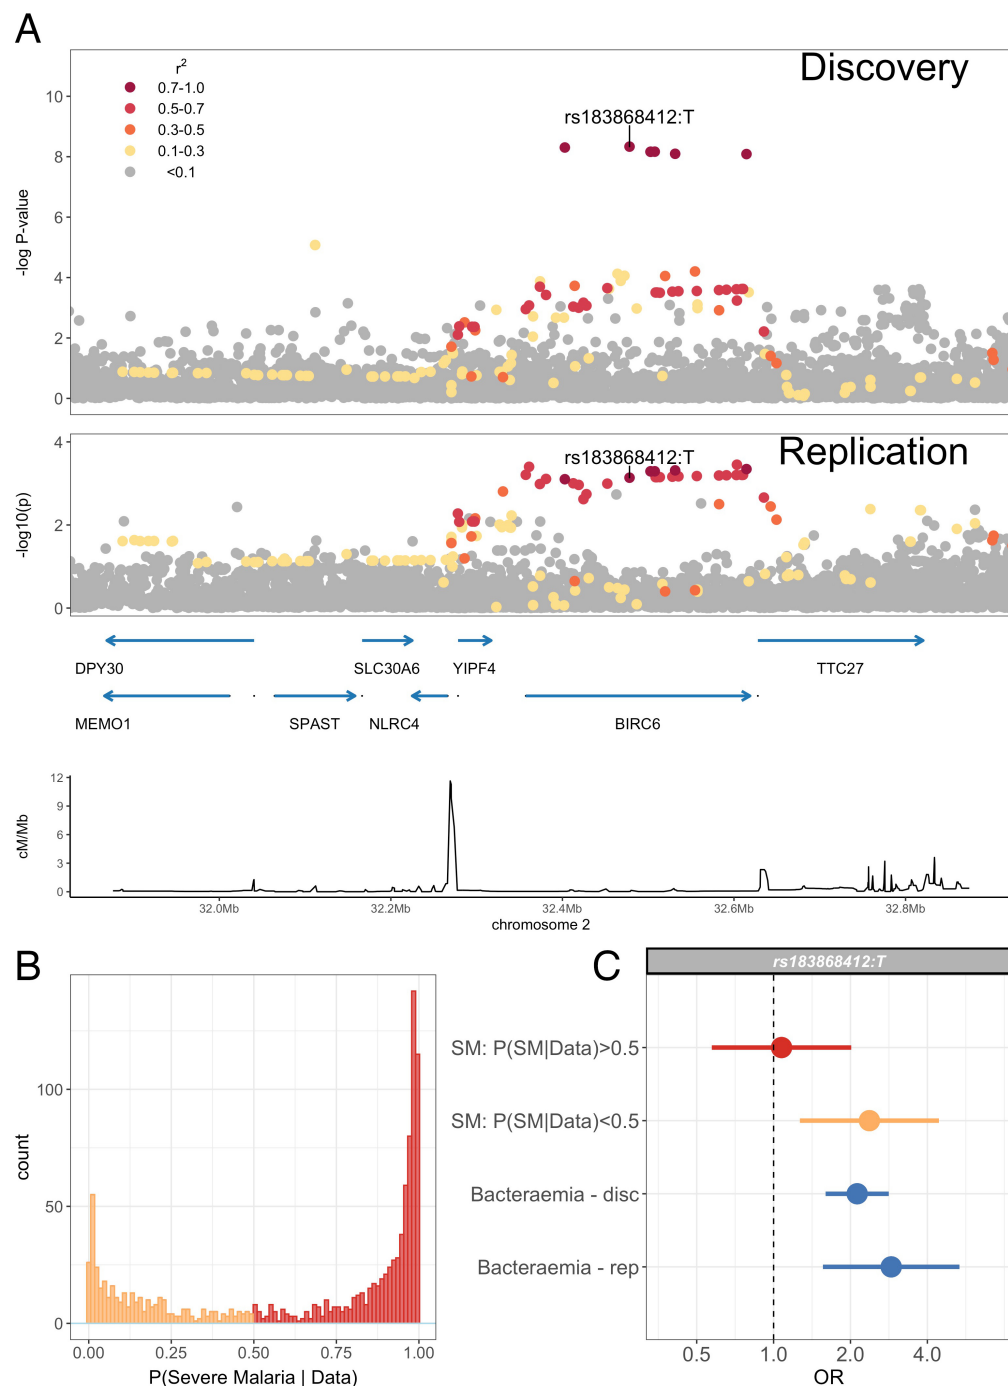 A
Discovery
r²
0.7-1.0
0.5-0.7
0.3-0.5
0.1-0.3
<0.1
rs183868412:T
-log P-value
10
8
6
4
2
0
Replication
rs183868412:T
-log10(p)
4
2
0
DPY30
SLC30A6
YIPF4
TTC27
MEMO1
SPAST
NLRC4
BIRC6
cM/Mb
12
9
6
3
0
32.0Mb
32.2Mb
32.4Mb
32.6Mb
32.8Mb
chromosome 2
B
count
100
50
0
0.00
0.25
0.50
0.75
1.00
P(Severe Malaria | Data)
C
rs183868412:T
SM: P(SM|Data)>0.5
SM: P(SM|Data)<0.5
Bacteraemia - disc
Bacteraemia - rep
0.5
1.0
2.0
4.0
OR